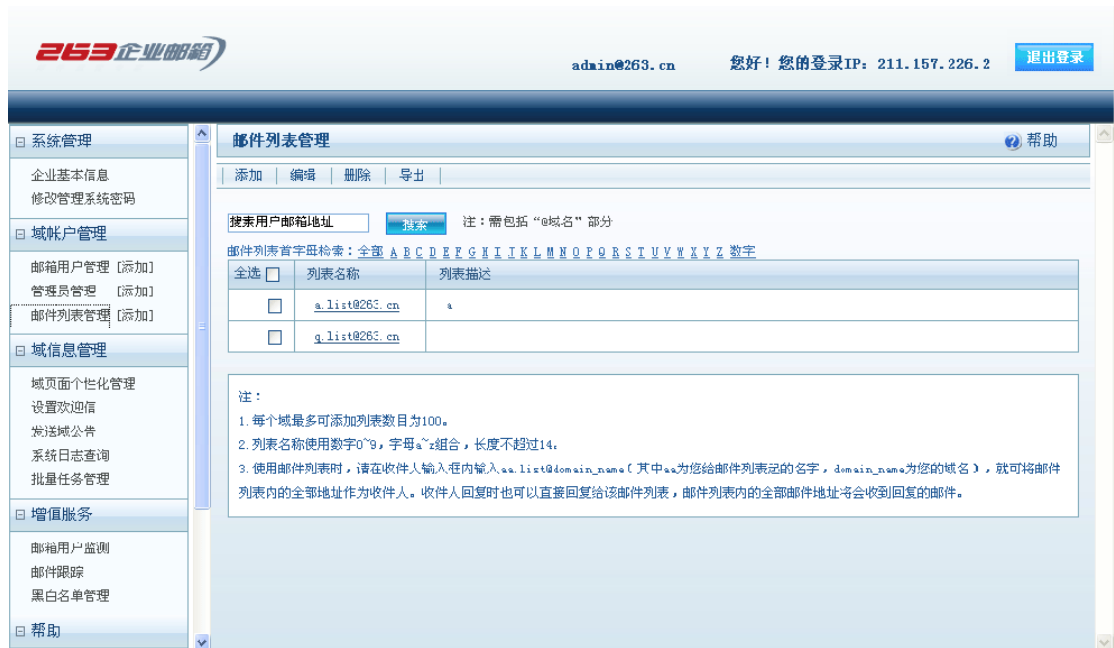 263企业邮箱
admin@263.cn 您好！您的登录IP：211.157.226.2 退出登录
系统管理
企业基本信息
修改管理系统密码
域帐户管理
邮箱用户管理 [添加]
管理员管理 [添加]
邮件列表管理 [添加]
域信息管理
域页面个性化管理
设置欢迎信
发送域公告
系统日志查询
批量任务管理
增值服务
邮箱用户监测
邮件跟踪
黑白名单管理
帮助
邮件列表管理 帮助
添加 | 编辑 | 删除 | 导出 |
搜索用户邮箱地址 搜索 注：需包括“@域名”部分
邮件列表首字母检索：全部 A B C D E F G H I J K L M N O P Q R S T U V W X Y Z 数字
全选 列表名称 列表描述
a.list@263.cn a
q.list@263.cn
注：
1. 每个域最多可添加列表数目为100。
2. 列表名称使用数字0~9，字母a~z组合，长度不超过14。
3. 使用邮件列表时，请在收件人输入框内输入aa.list@domain_name（其中aa为您给邮件列表起的名字，domain_name为您的域名），就可将邮件
列表内的全部地址作为收件人。收件人回复时也可以直接回复给该邮件列表，邮件列表内的全部邮件地址将会收到回复的邮件。